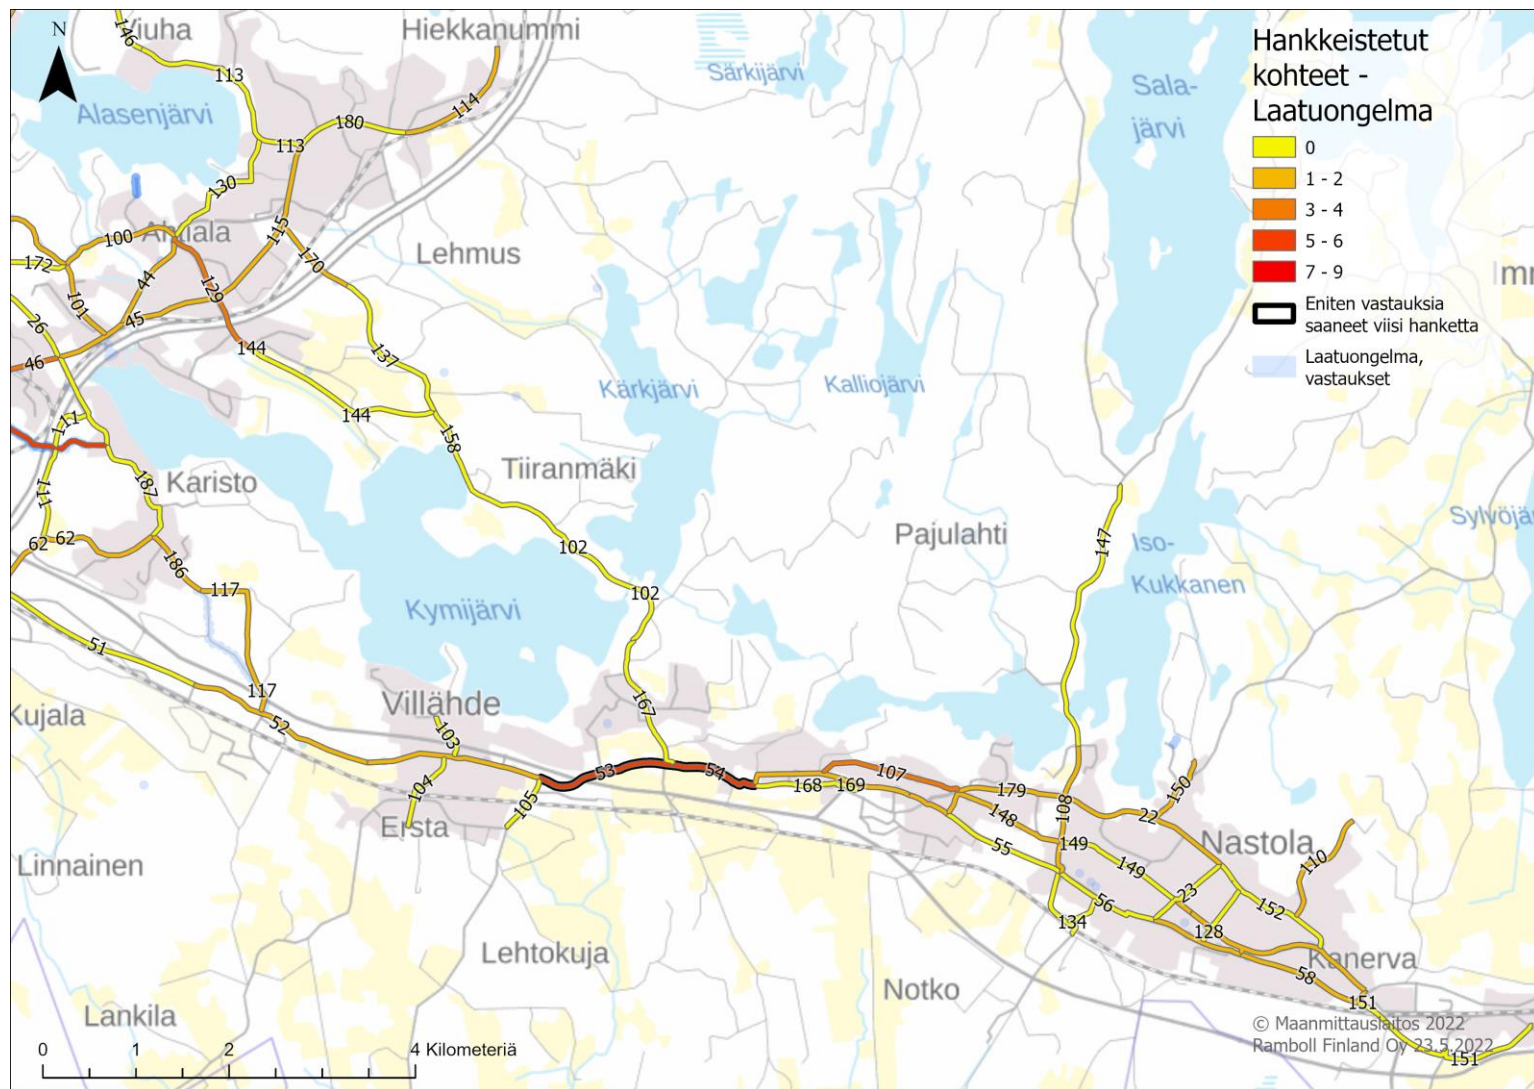 146
Viuha
Hiekkanummi
N
113
Särkijärvi
Sala-
järvi
Hankkeistetut
kohteet -
Laatuongelma
0
1 - 2
3 - 4
5 - 6
7 - 9
Eniten vastauksia
saaneet viisi hanketta
Laatuongelma,
vastaukset
Alasenjärvi
180
114
113
130
100
Ahtiala
115
Lehmus
172
44
170
129
101
45
26
144
46
137
Kärkjärvi
Kalliojärvi
111
144
158
Karisto
187
Tiiranmäki
111
Sylvöjär
Pajulahti
147
Iso-
Kukkanen
62
62
102
186
117
102
Kymijärvi
51
117
Villähde
167
Kujala
52
103
53
54
107
168
169
179
104
105
108
22
150
Ersta
148
149
Nastola
55
149
110
Linnainen
23
56
152
134
128
Lehtokuja
Kanerva
58
Notko
151
Lankila
© Maanmittauslaitos 2022
Ramboll Finland Oy 23.5.2022
151
0
1
2
4 Kilometeriä